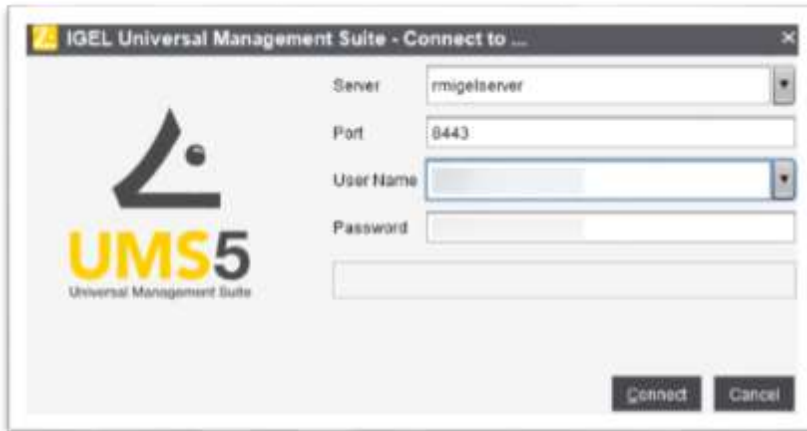 IGEL Universal Management Suite - Connect to ...
Server rmigelserver
Port 8443
User Name
Password
UMS5
Universal Management Suite
Connect Cancel